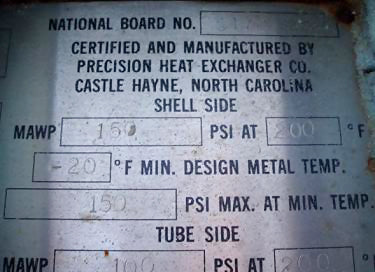 NATIONAL BOARD NO.
CERTIFIED AND MANUFACTURED BY
PRECISION HEAT EXCHANGER CO.
CASTLE HAYNE, NORTH CAROLINA
SHELL SIDE
MAWP 150 PSI AT 200 °F
-20 °F MIN. DESIGN METAL TEMP.
150 PSI MAX. AT MIN. TEMP.
TUBE SIDE
MAWP 100 PSI AT 200 °F